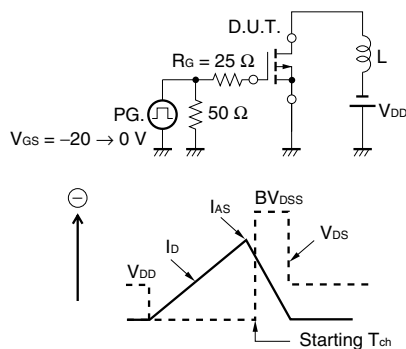 D.U.T.
RG = 25 Ω
L
PG.
50 Ω
VDD
VGS = −20 → 0 V
−
IAS
BVDSS
ID
VDS
VDD
Starting Tch